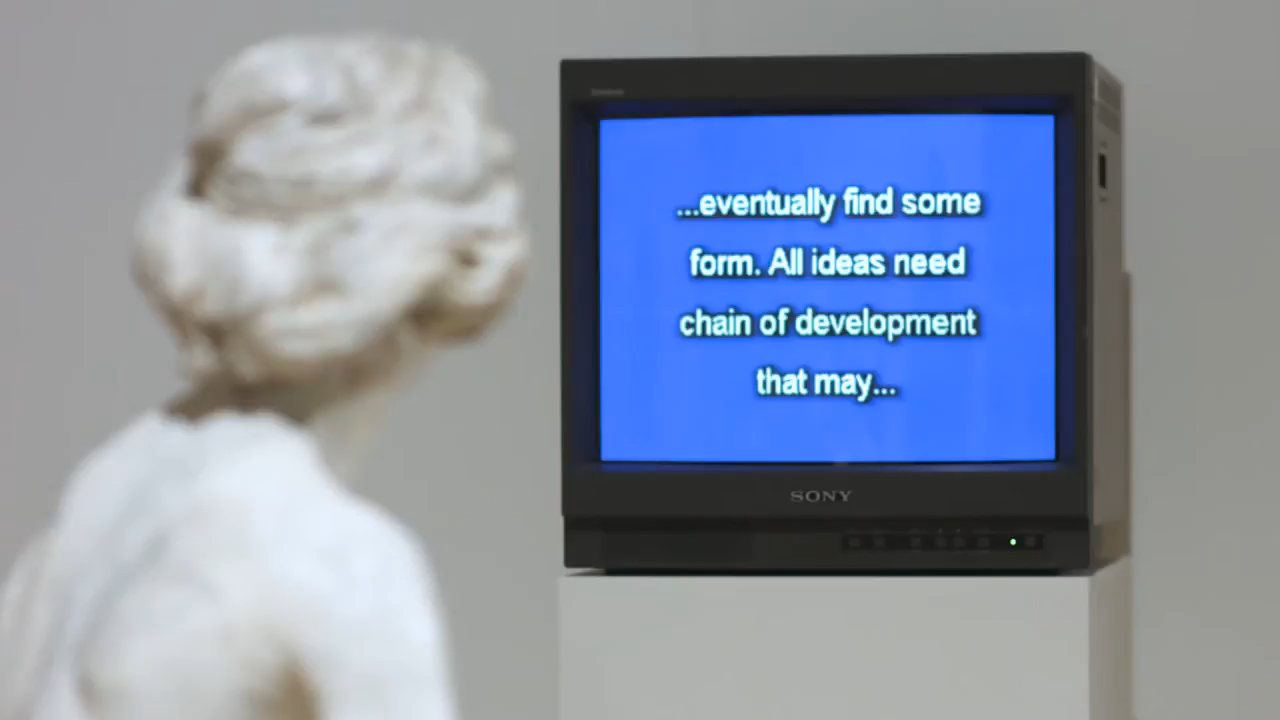 ...eventually find some
form. All ideas need
chain of development
that may...
SONY